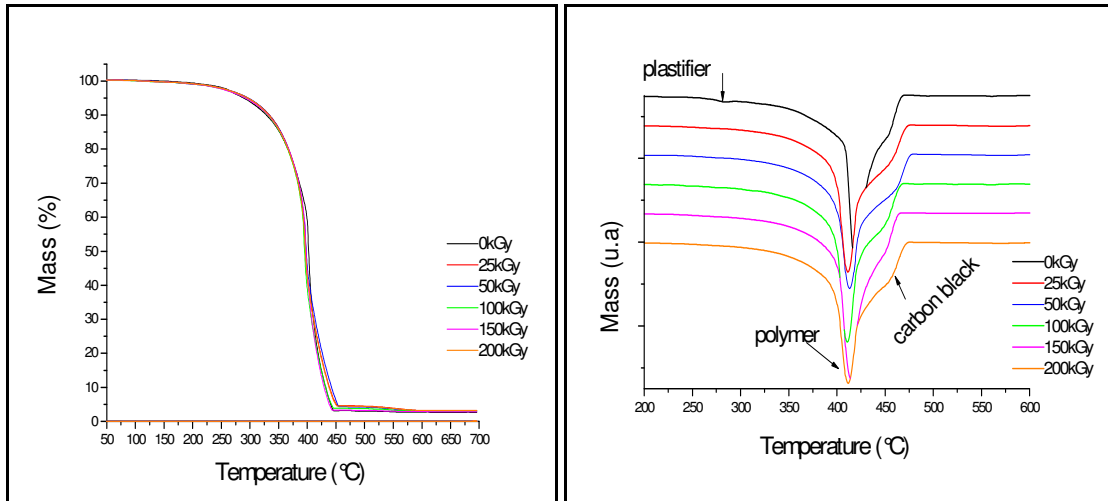 100
90
80
70
60
50
40
30
20
10
0
Mass (%)
0kGy
25kGy
50kGy
100kGy
150kGy
200kGy
50 100 150 200 250 300 350 400 450 500 550 600 650 700
Temperature (°C)
plastifier
Mass (u.a)
0kGy
25kGy
50kGy
100kGy
150kGy
200kGy
carbon black
polymer
200 250 300 350 400 450 500 550 600
Temperature (°C)